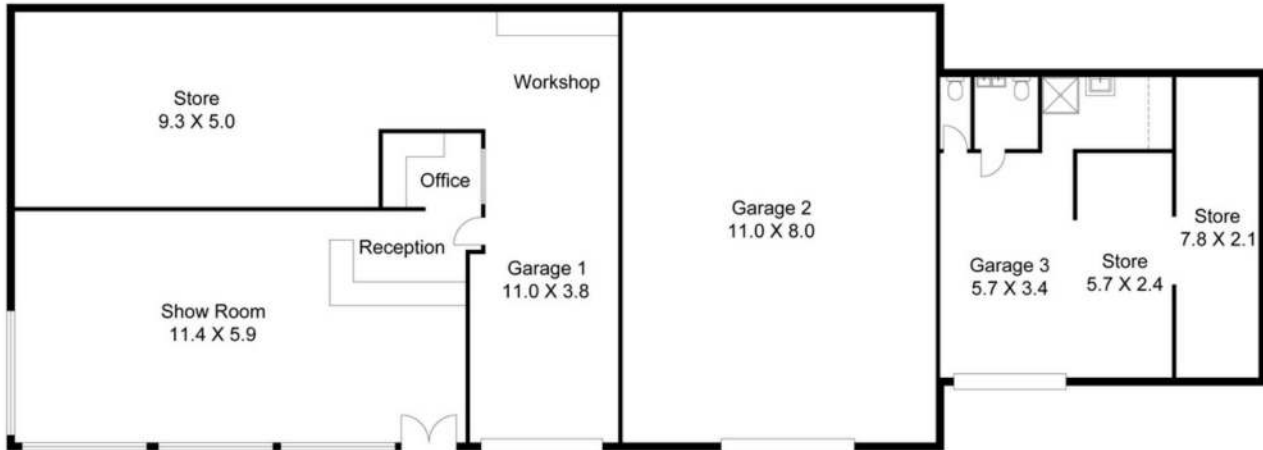 Store
9.3 X 5.0
Workshop
Office
Reception
Show Room
11.4 X 5.9
Garage 1
11.0 X 3.8
Garage 2
11.0 X 8.0
Garage 3
5.7 X 3.4
Store
5.7 X 2.4
Store
7.8 X 2.1